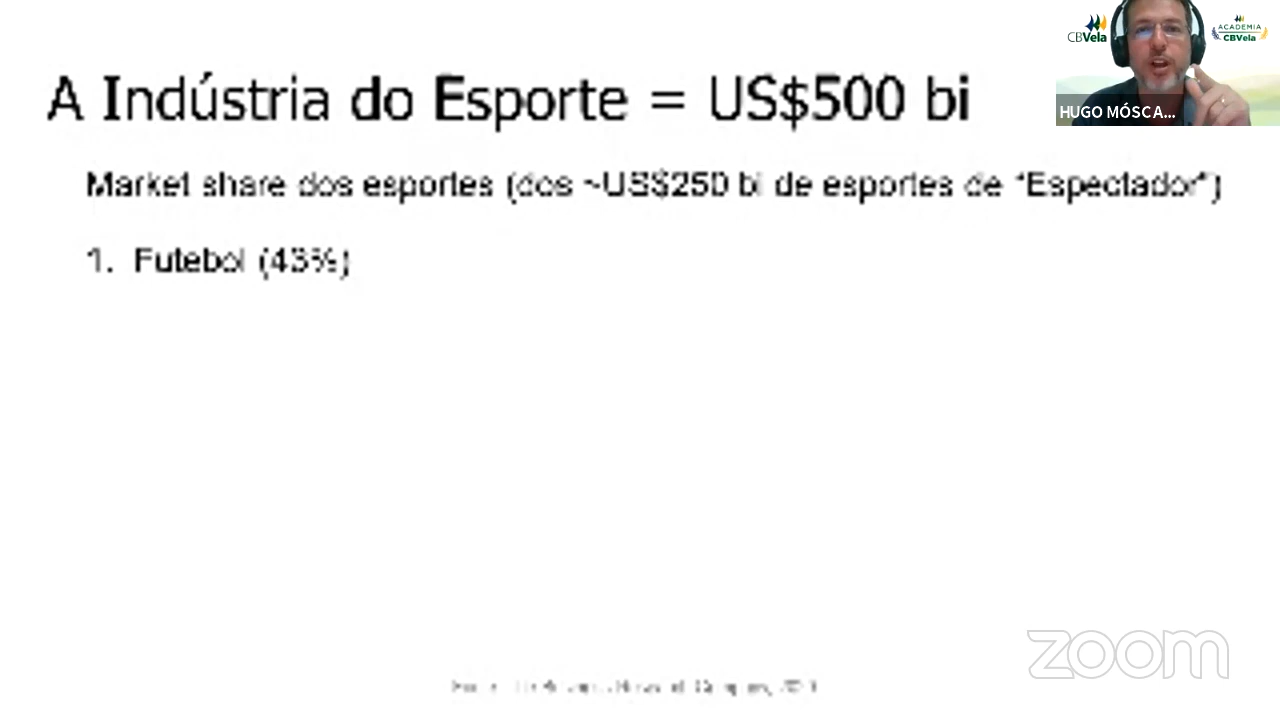 CBVela
ACADEMIA
CBVela
HUGO MÓSCA...
A Indústria do Esporte = US$500 bi
Market share dos esportes (dos ~US$250 bi de esportes de "Espectador")
1. Futebol (43%)
zoom